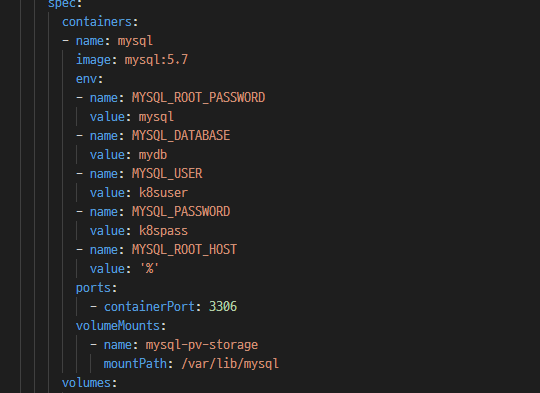 spec:
containers:
- name: mysql
image: mysql:5.7
env:
- name: MYSQL_ROOT_PASSWORD
value: mysql
- name: MYSQL_DATABASE
value: mydb
- name: MYSQL_USER
value: k8suser
- name: MYSQL_PASSWORD
value: k8spass
- name: MYSQL_ROOT_HOST
value: '%'
ports:
- containerPort: 3306
volumeMounts:
- name: mysql-pv-storage
mountPath: /var/lib/mysql
volumes: